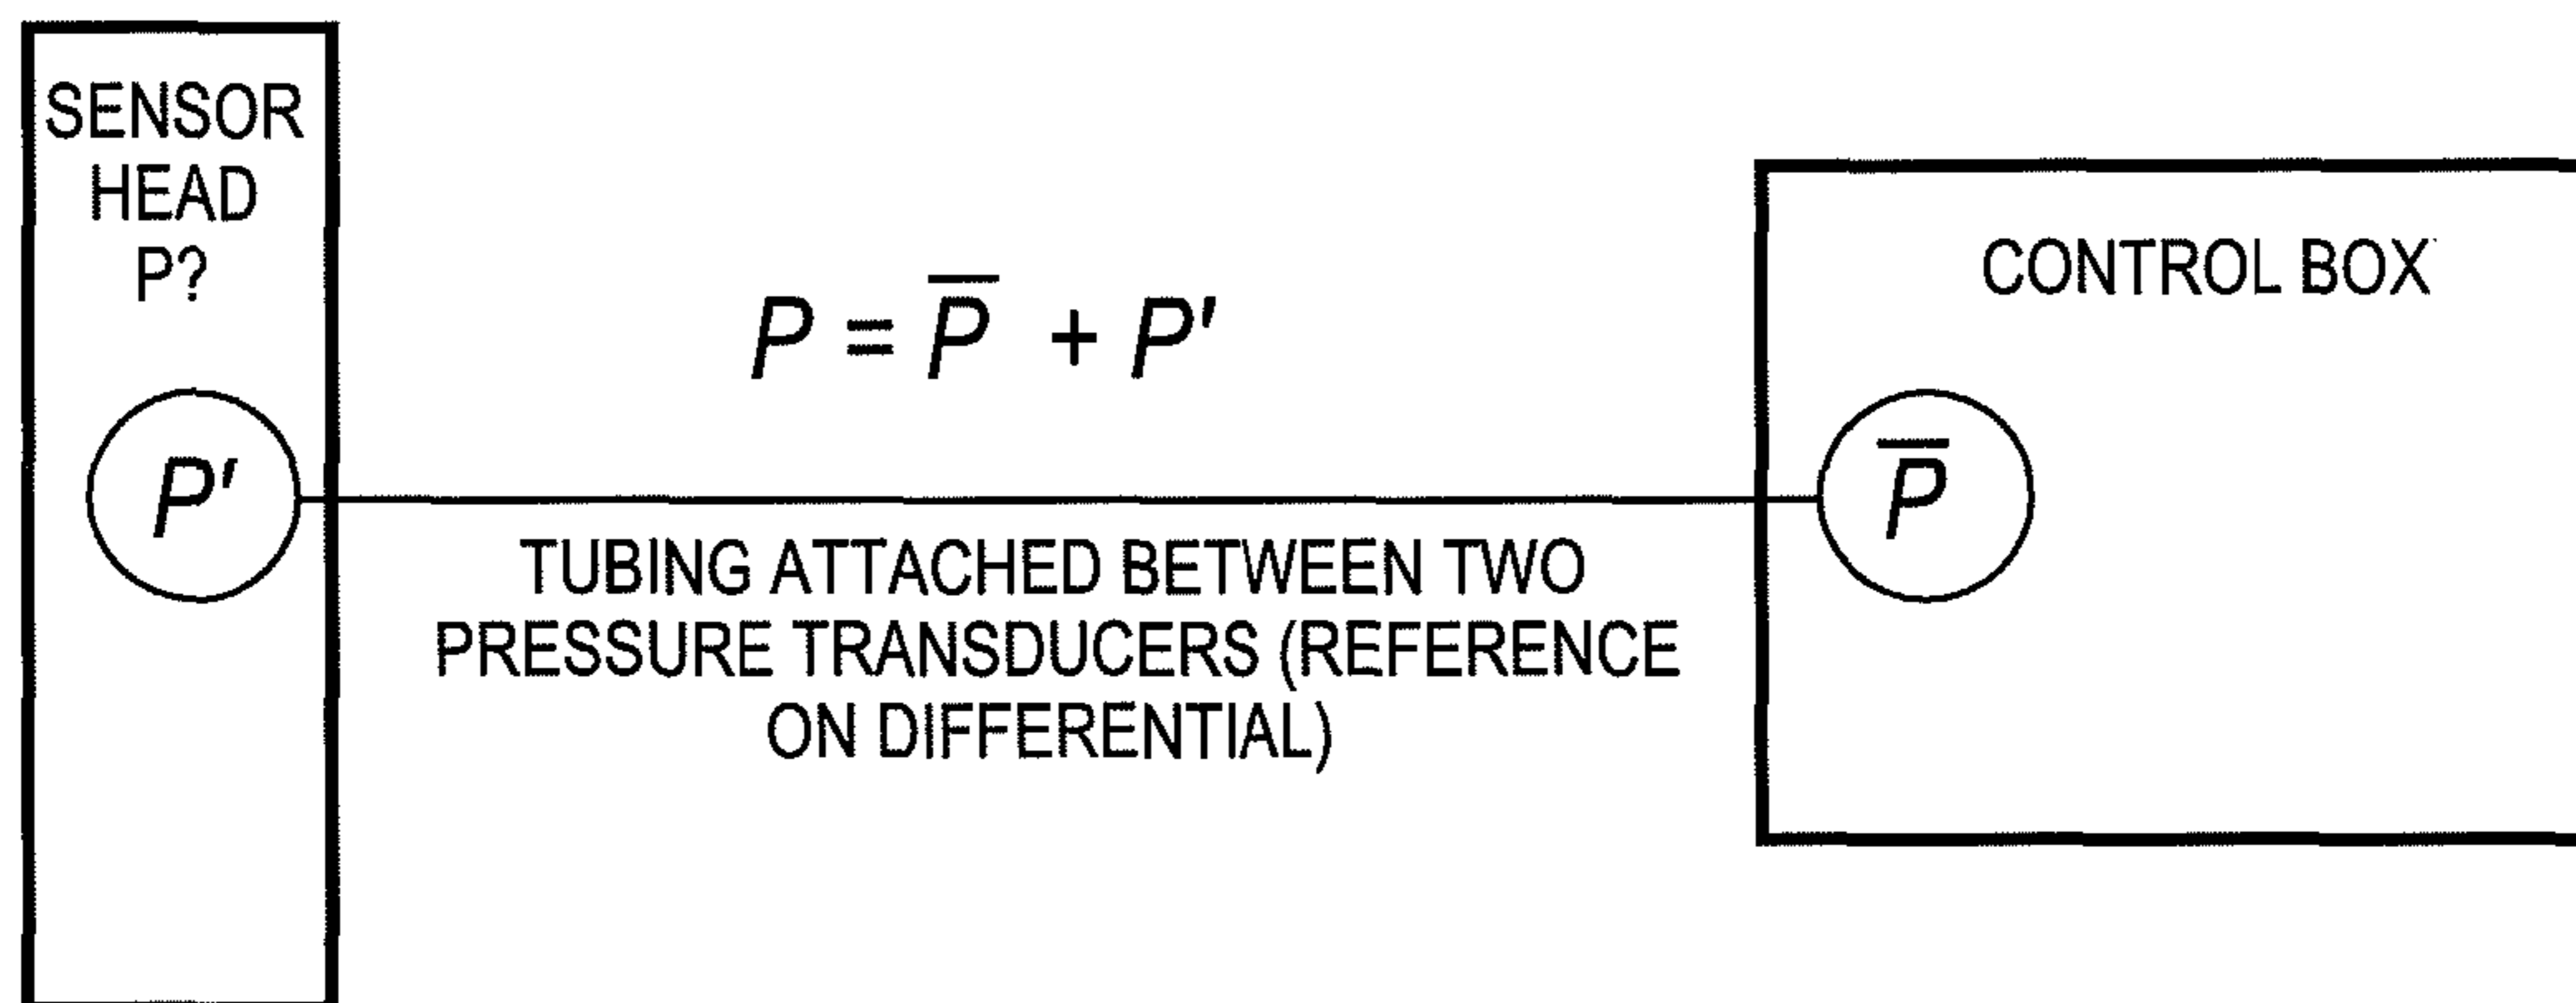 SENSOR
HEAD
P?
P = P̅ + P'
CONTROL BOX
P'
P̅
TUBING ATTACHED BETWEEN TWO
PRESSURE TRANSDUCERS (REFERENCE
ON DIFFERENTIAL)